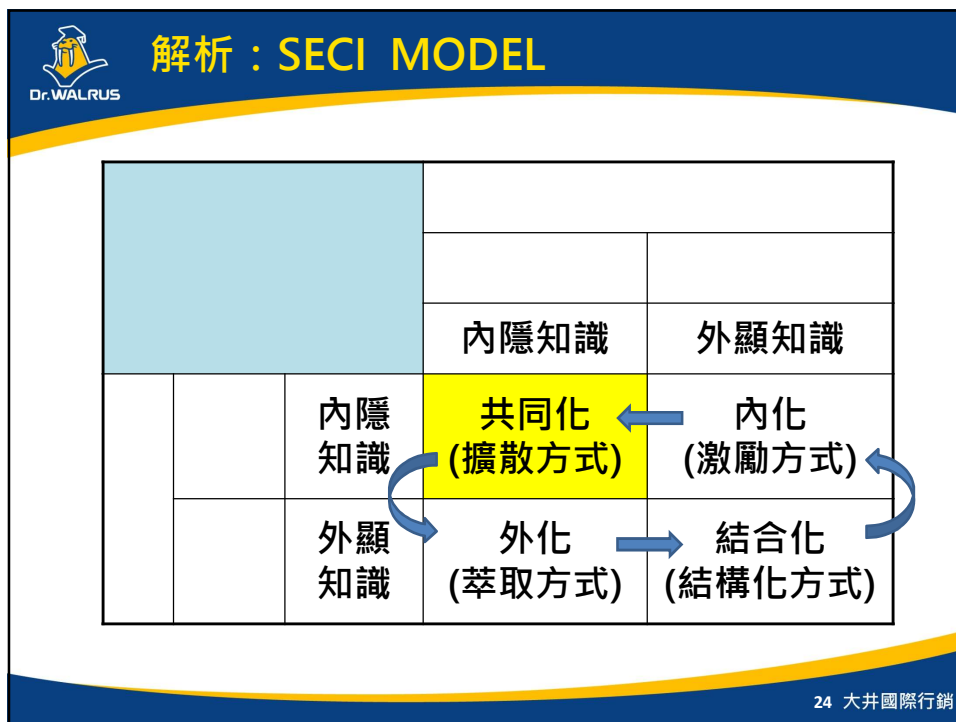 Dr.WALRUS
解析：SECI MODEL
內隱知識 外顯知識
內隱
知識
共同化
(擴散方式)
內化
(激勵方式)
外顯
知識
外化
(萃取方式)
結合化
(結構化方式)
24 大井國際行銷